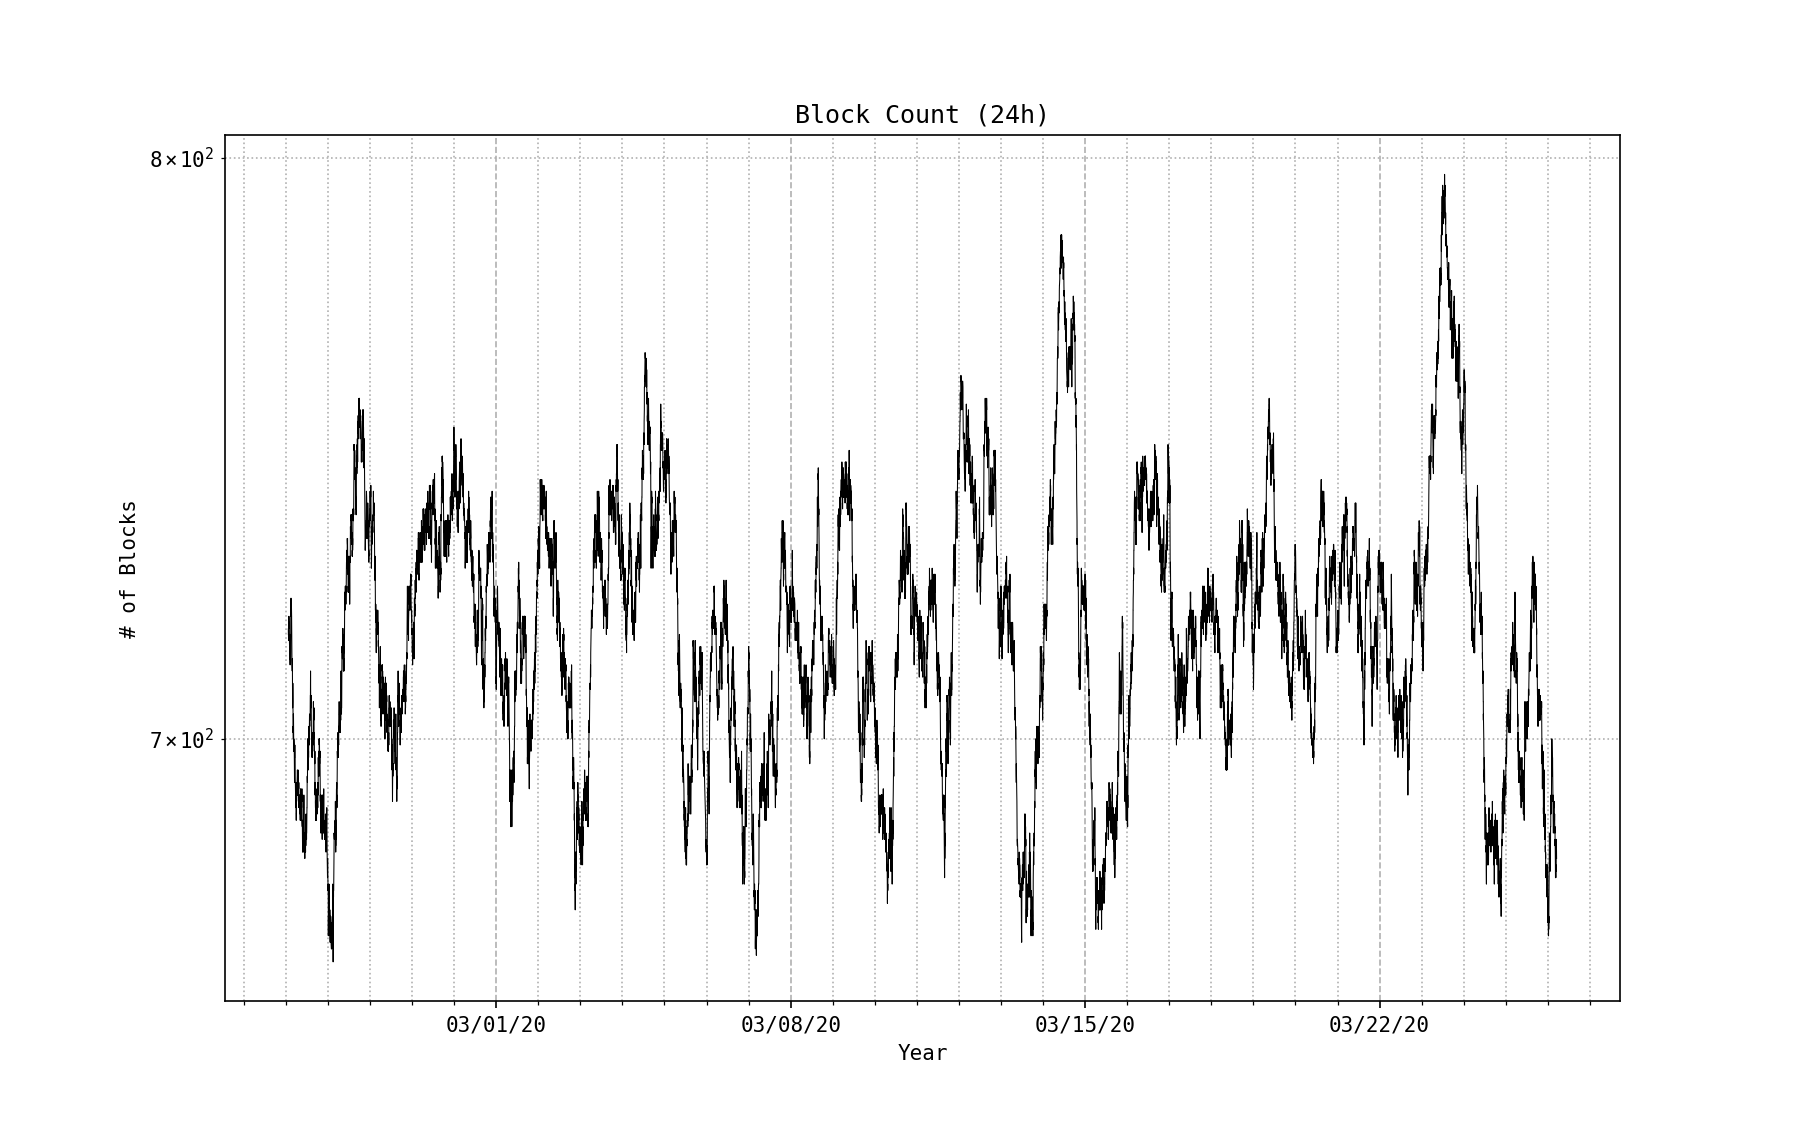 Block Count (24h)
8×10²
7×10²
# of Blocks
03/01/20
03/08/20
03/15/20
03/22/20
Year